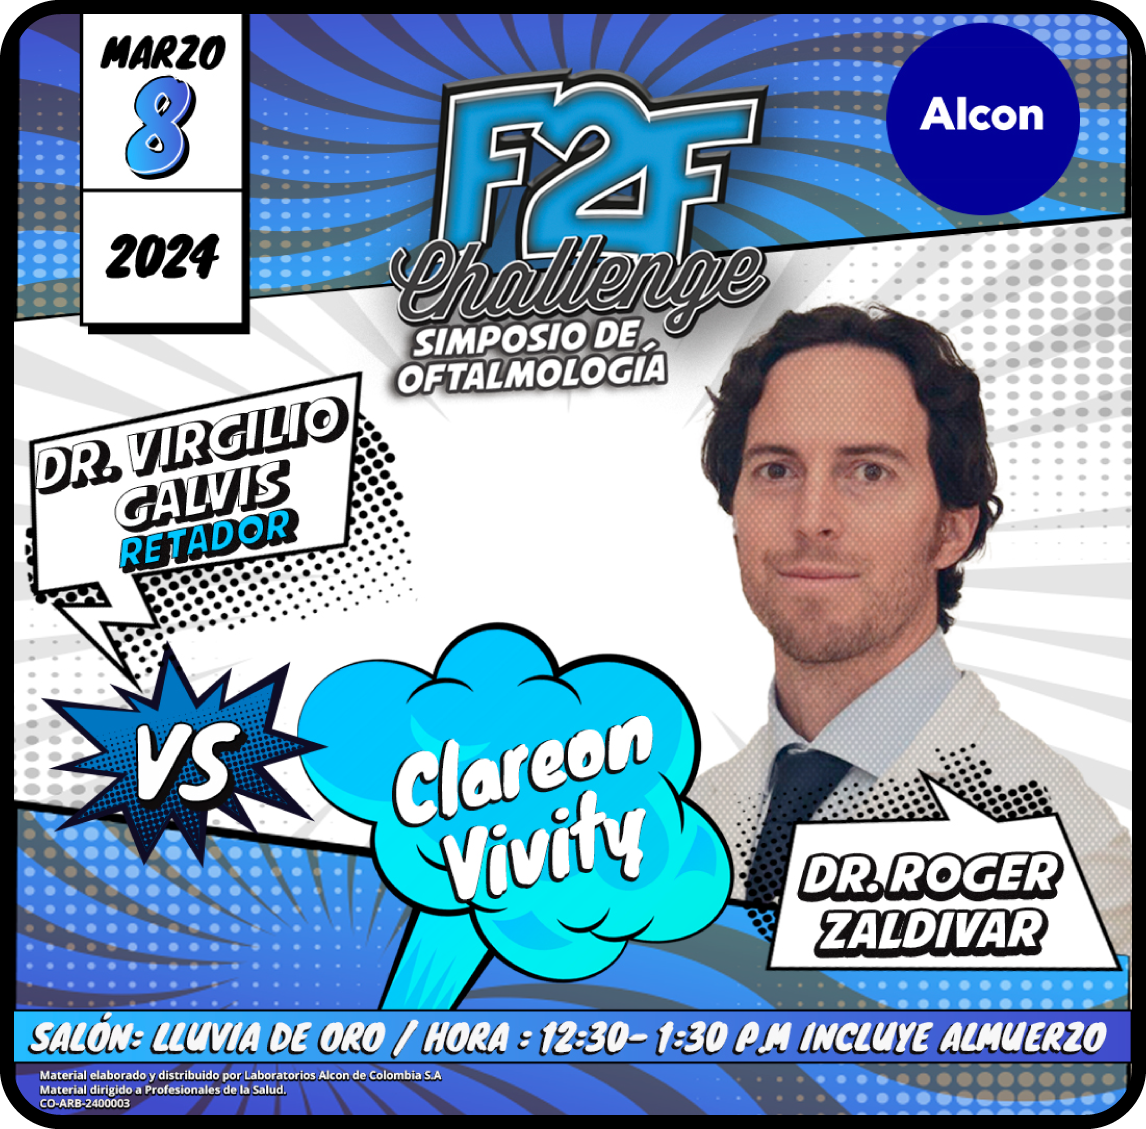 MARZO
8
2024
F2F
Challenge
SIMPOSIO DE
OFTALMOLOGÍA
Alcon
DR. VIRGILIO
GALVIS
RETADOR
VS
Clareon
Vivity
DR. ROGER
ZALDIVAR
SALÓN: LLUVIA DE ORO / HORA : 12:30- 1:30 P.M INCLUYE ALMUERZO
Material elaborado y distribuido por Laboratorios Alcon de Colombia S.A
Material dirigido a Profesionales de la Salud.
CO-ARB-2400003